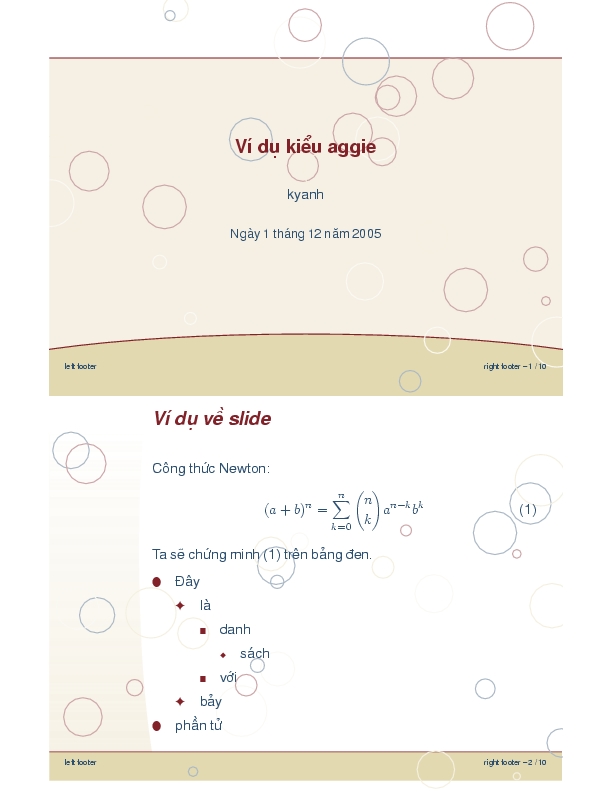 Ví dụ kiểu aggie
kyanh
Ngày 1 tháng 12 năm 2005
left footer
right footer – 1 / 10
Ví dụ về slide
Công thức Newton:
(a + b)^n = \sum_{k=0}^{n} \binom{n}{k} a^{n-k} b^k (1)
Ta sẽ chứng minh (1) trên bảng đen.
● Đây
✦ là
■ danh
◆ sách
■ với
✦ bảy
● phần tử
left footer
right footer – 2 / 10